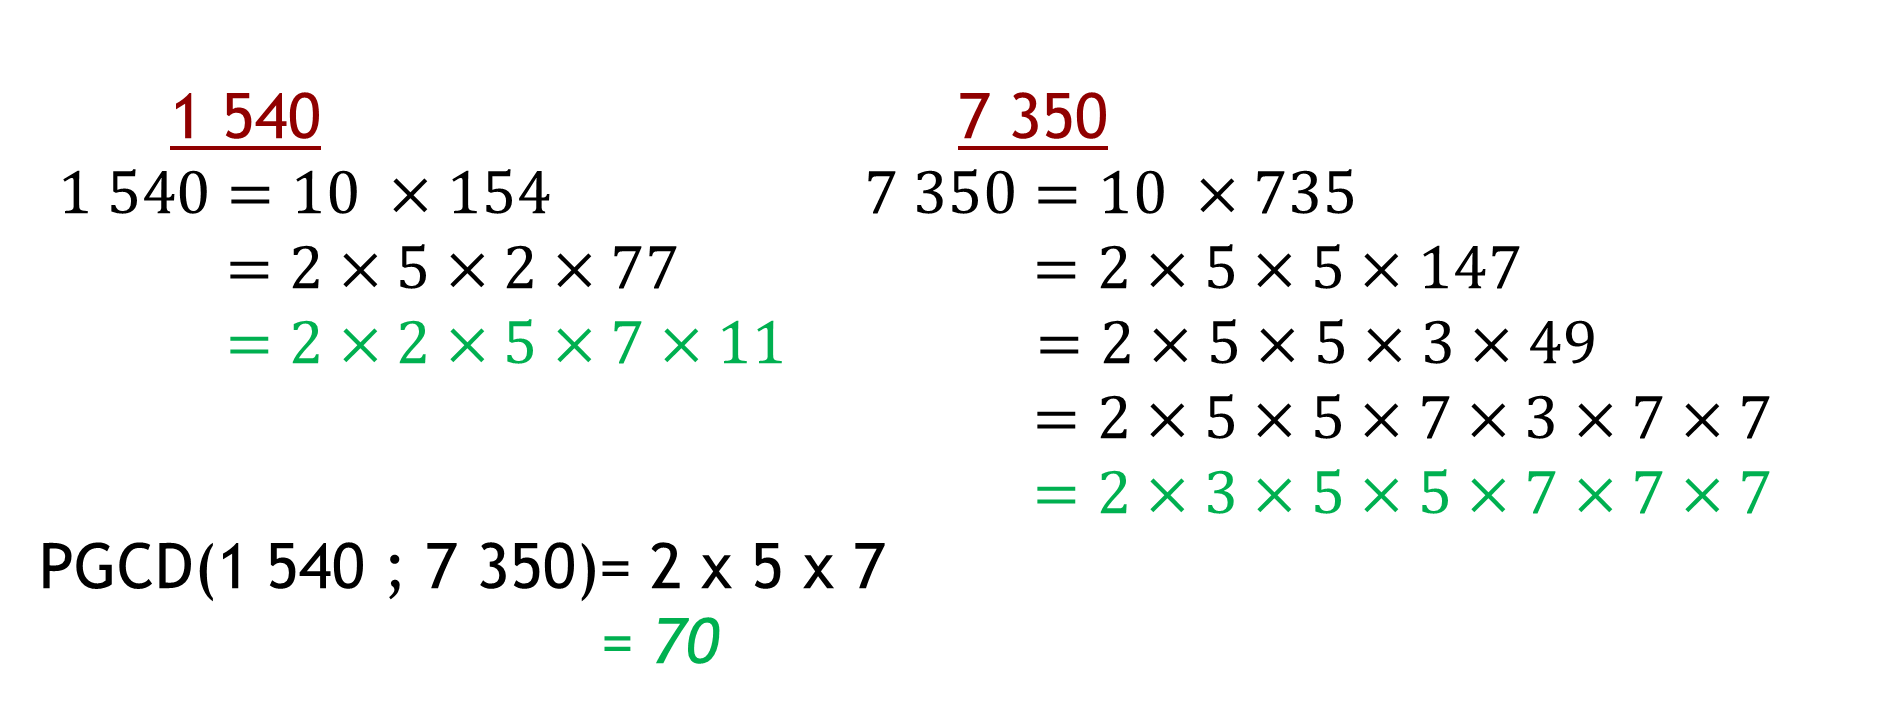 1 540
1 540 = 10 × 154
= 2 × 5 × 2 × 77
= 2 × 2 × 5 × 7 × 11
7 350
7 350 = 10 × 735
= 2 × 5 × 5 × 147
= 2 × 5 × 5 × 3 × 49
= 2 × 5 × 5 × 7 × 3 × 7 × 7
= 2 × 3 × 5 × 5 × 7 × 7 × 7
PGCD(1 540 ; 7 350)= 2 x 5 x 7
= 70